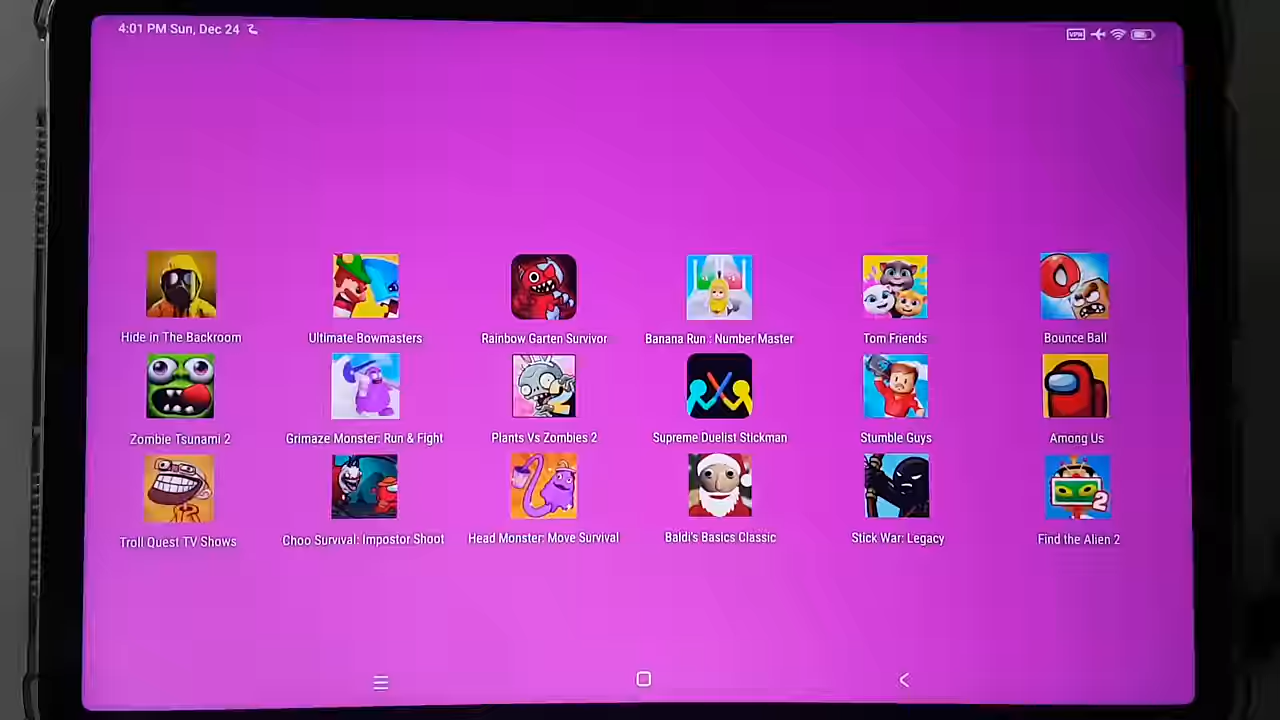 4:01 PM Sun, Dec 24
VPN
Hide in The Backroom
Ultimate Bowmasters
Rainbow Garten Survivor
Banana Run : Number Master
Tom Friends
Bounce Ball
Zombie Tsunami 2
Grimaze Monster: Run & Fight
Plants Vs Zombies 2
Supreme Duelist Stickman
Stumble Guys
Among Us
2
Troll Quest TV Shows
Choo Survival: Impostor Shoot
Head Monster: Move Survival
Baldi's Basics Classic
Stick War: Legacy
Find the Alien 2